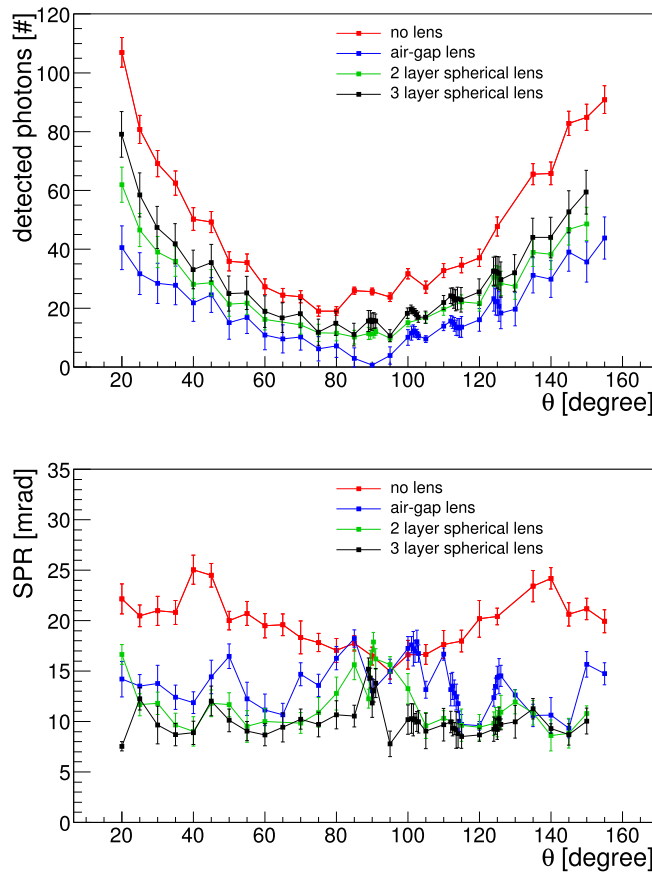 detected photons [#]
120
100
80
60
40
20
0
no lens
air-gap lens
2 layer spherical lens
3 layer spherical lens
20 40 60 80 100 120 140 160
θ [degree]
SPR [mrad]
35
30
25
20
15
10
5
0
no lens
air-gap lens
2 layer spherical lens
3 layer spherical lens
20 40 60 80 100 120 140 160
θ [degree]